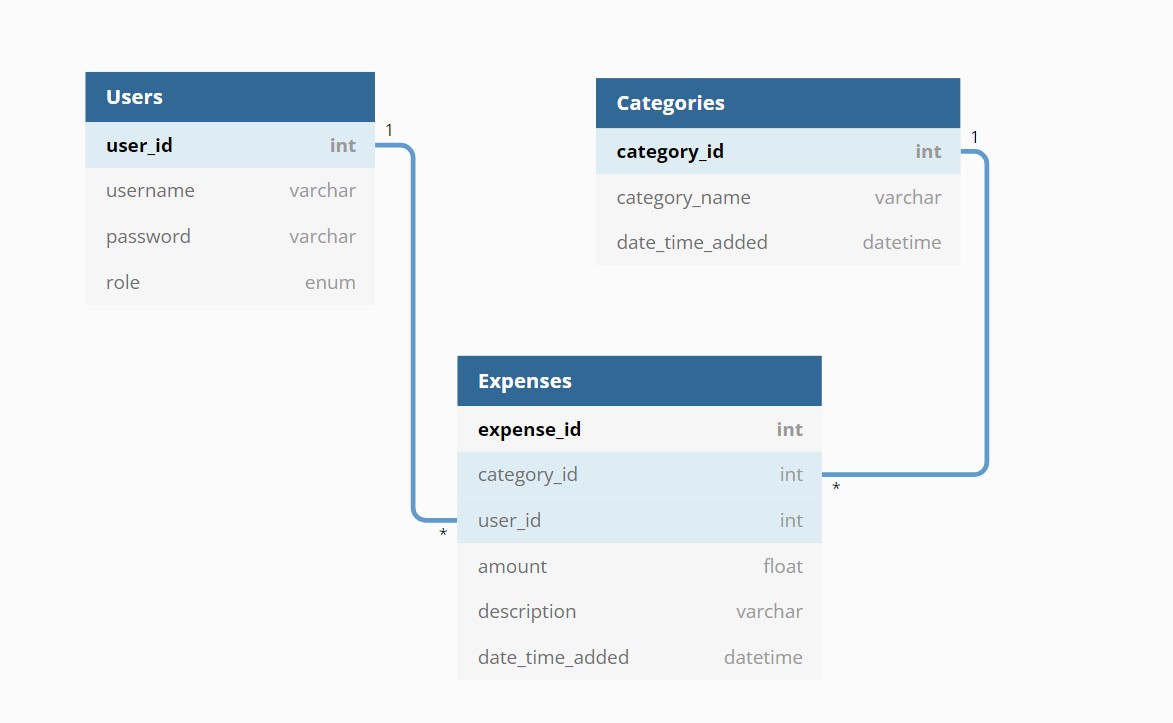 Users
user_id int
username varchar
password varchar
role enum
1
*
Categories
category_id int
category_name varchar
date_time_added datetime
1
*
Expenses
expense_id int
category_id int
user_id int
amount float
description varchar
date_time_added datetime